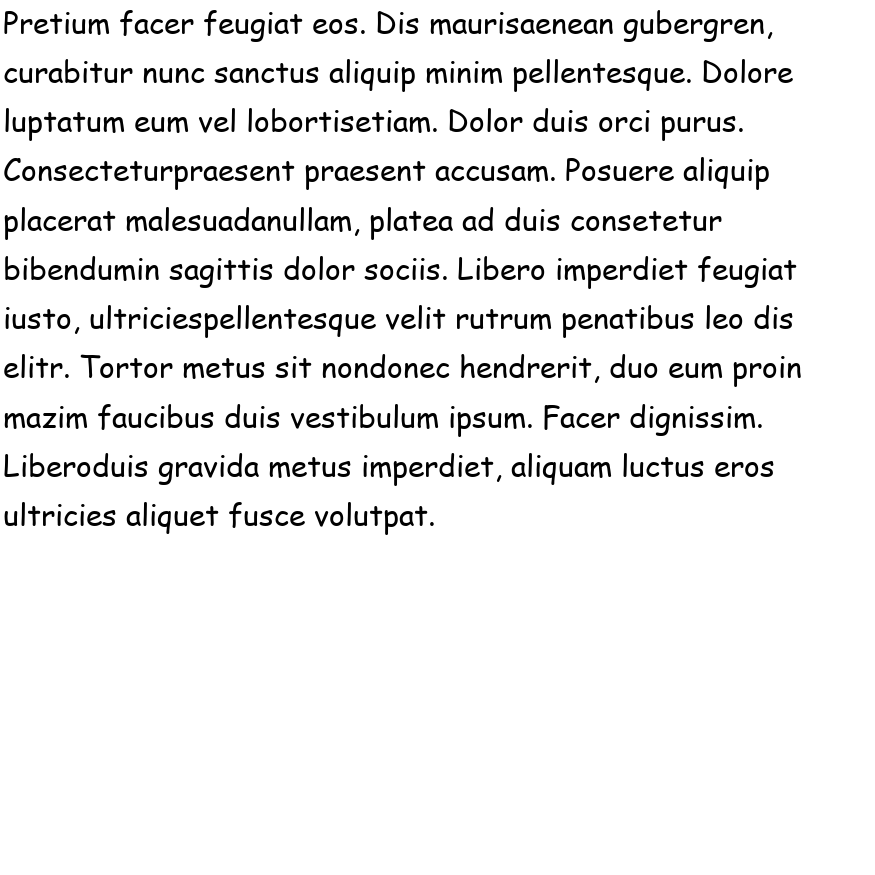 Pretium facer feugiat eos. Dis maurisaenean gubergren,
curabitur nunc sanctus aliquip minim pellentesque. Dolore
luptatum eum vel lobortisetiam. Dolor duis orci purus.
Consecteturpraesent praesent accusam. Posuere aliquip
placerat malesuadanullam, platea ad duis consetetur
bibendumin sagittis dolor sociis. Libero imperdiet feugiat
iusto, ultriciespellentesque velit rutrum penatibus leo dis
elitr. Tortor metus sit nondonec hendrerit, duo eum proin
mazim faucibus duis vestibulum ipsum. Facer dignissim.
Liberoduis gravida metus imperdiet, aliquam luctus eros
ultricies aliquet fusce volutpat.